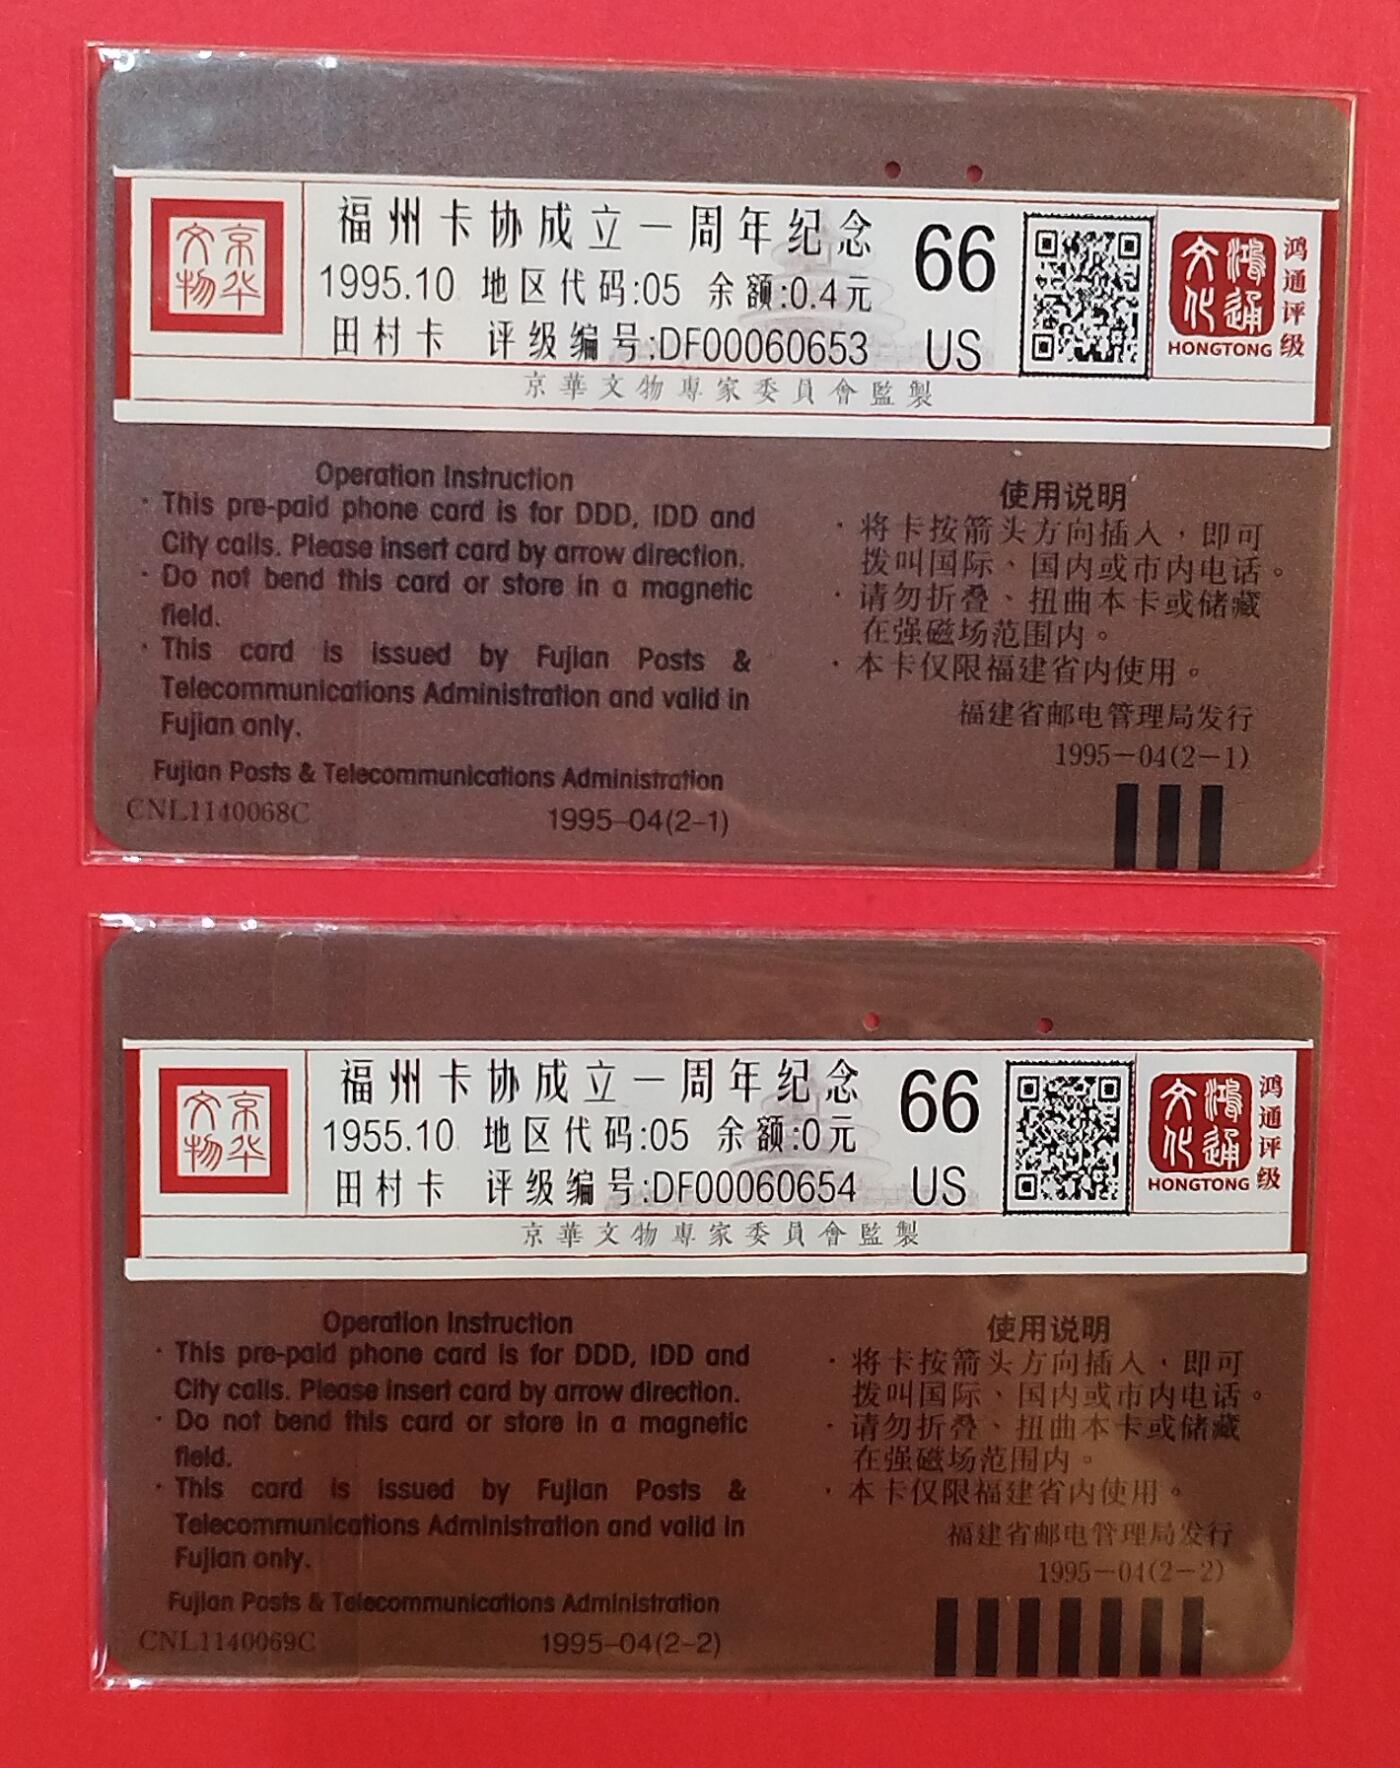 京华
文物
福州卡协成立一周年纪念
1995.10 地区代码:05 余额:0.4元
田村卡 评级编号:DF00060653
66
US
鸿通
文化
HONGTONG
鸿通评级
京華文物專家委員會監製
Operation Instruction
· This pre-paid phone card is for DDD, IDD and
City calls. Please insert card by arrow direction.
· Do not bend this card or store in a magnetic
field.
· This card is issued by Fujian Posts &
Telecommunications Administration and valid in
Fujian only.
Fujian Posts & Telecommunications Administration
CNL1140068C
1995-04(2-1)
使用说明
· 将卡按箭头方向插入,即可
拨叫国际、国内或市内电话。
· 请勿折叠、扭曲本卡或储藏
在强磁场范围内。
· 本卡仅限福建省内使用。
福建省邮电管理局发行
1995-04(2-1)
京华
文物
福州卡协成立一周年纪念
1955.10 地区代码:05 余额:0元
田村卡 评级编号:DF00060654
66
US
鸿通
文化
HONGTONG
鸿通评级
京華文物專家委員會監製
Operation Instruction
· This pre-paid phone card is for DDD, IDD and
City calls. Please insert card by arrow direction.
· Do not bend this card or store in a magnetic
field.
· This card is issued by Fujian Posts &
Telecommunications Administration and valid in
Fujian only.
Fujian Posts & Telecommunications Administration
CNL1140069C
1995-04(2-2)
使用说明
· 将卡按箭头方向插入,即可
拨叫国际、国内或市内电话。
· 请勿折叠、扭曲本卡或储藏
在强磁场范围内。
· 本卡仅限福建省内使用。
福建省邮电管理局发行
1995-04(2-2)